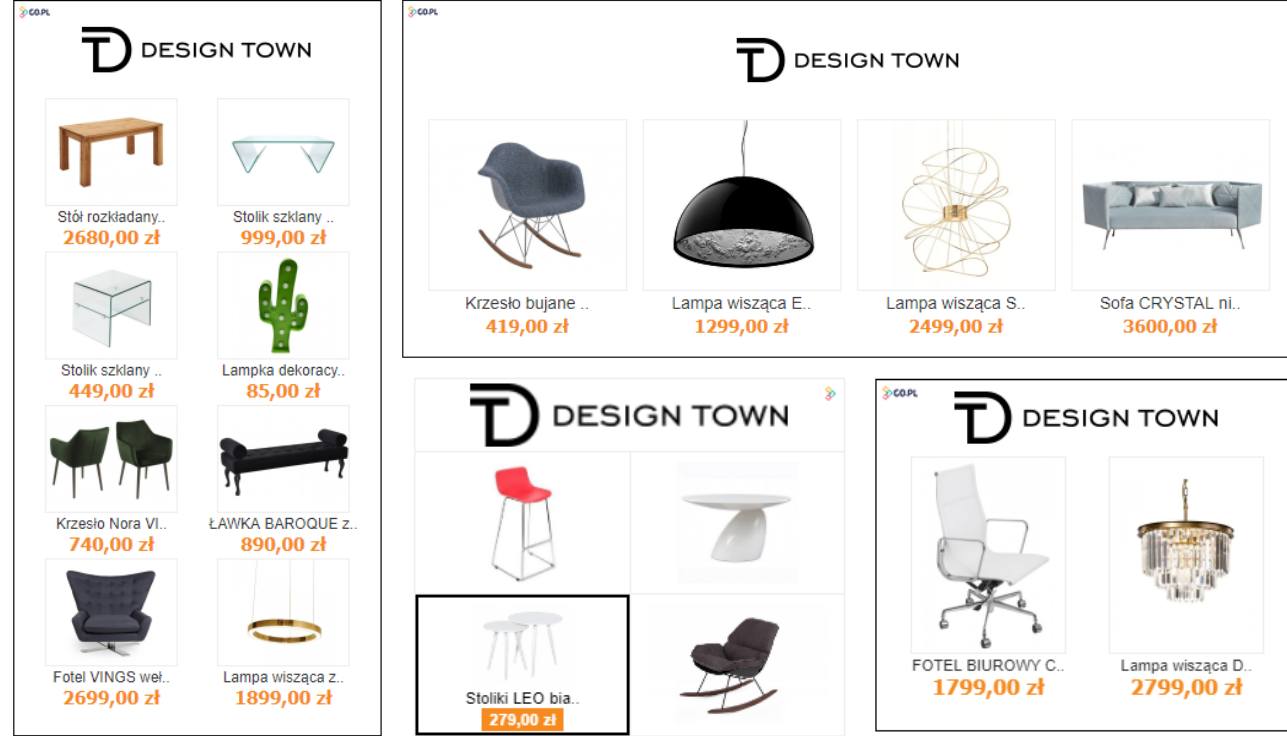 GO.PL
DESIGN TOWN
Stół rozkładany..
2680,00 zł
Stolik szklany ..
999,00 zł
Stolik szklany ..
449,00 zł
Lampka dekoracy..
85,00 zł
Krzesło Nora VI..
740,00 zł
ŁAWKA BAROQUE z..
890,00 zł
Fotel VINGS weł..
2699,00 zł
Lampa wisząca z..
1899,00 zł
GO.PL
DESIGN TOWN
Krzesło bujane ..
419,00 zł
Lampa wisząca E..
1299,00 zł
Lampa wisząca S..
2499,00 zł
Sofa CRYSTAL ni..
3600,00 zł
DESIGN TOWN
Stoliki LEO bia..
279,00 zł
GO.PL
DESIGN TOWN
FOTEL BIUROWY C..
1799,00 zł
Lampa wisząca D..
2799,00 zł